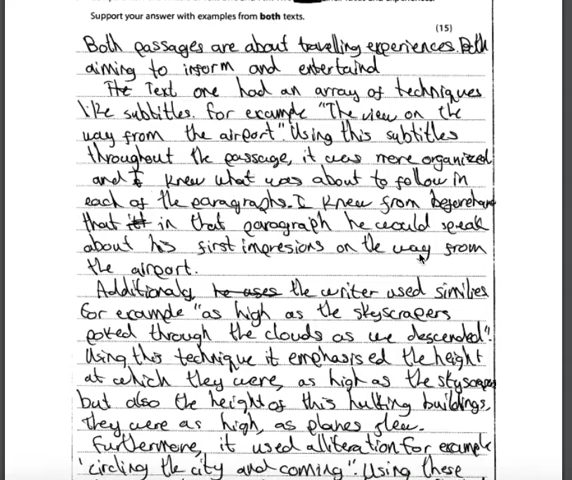 Support your answer with examples from both texts.
(15)
Both passages are about travelling experiences. Both
aiming to inform and entertaind
The Text one had an array of techniques
like subtitles. For example "The view on the
way from the airport". Using this subtitles
throughout the passage, it was more organized
and I knew what was about to follow in
each of the paragraphs. I knew from beforehand
that in that paragraph he would speak
about his first impresions on the way from
the airport.
Additionaly he uses the writer used similies
for example "as high as the skyscrapers
poked through the clouds as we descended".
Using this technique it emphasised the height
at which they were, as high as the skyscrapers
but also the height of this hulking buildings,
they were as high, as planes flew.
Furthermore, it used alliteration for example
'circling the city and coming". Using these